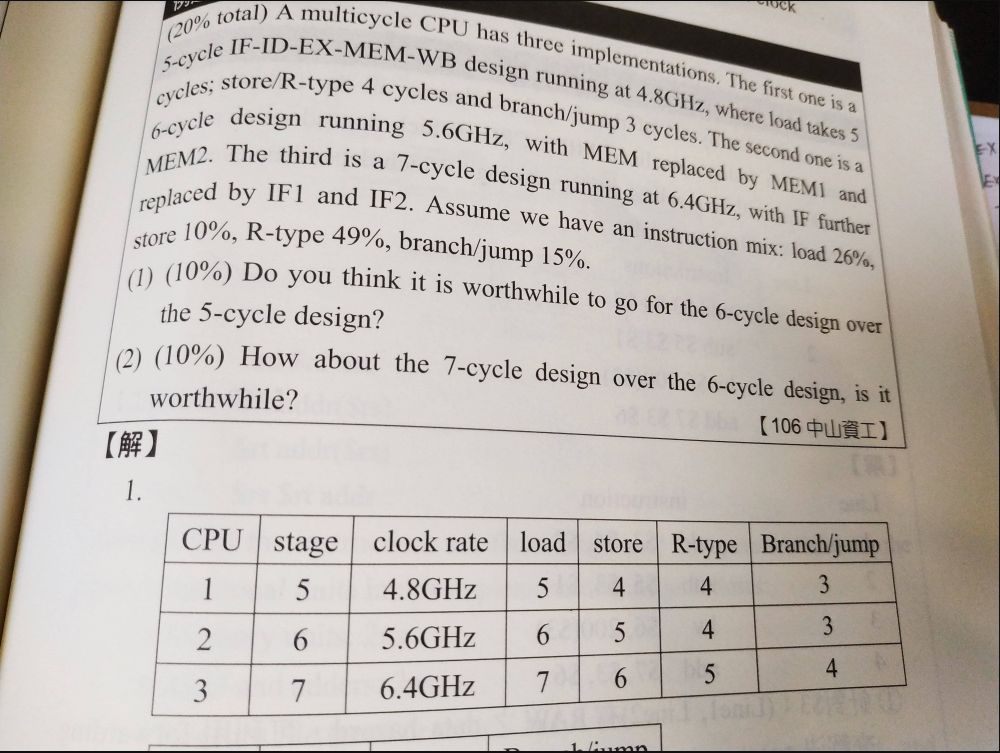 (20% total) A multicycle CPU has three implementations. The first one is a
5-cycle IF-ID-EX-MEM-WB design running at 4.8GHz, where load takes 5
cycles; store/R-type 4 cycles and branch/jump 3 cycles. The second one is a
6-cycle design running 5.6GHz, with MEM replaced by MEM1 and
MEM2. The third is a 7-cycle design running at 6.4GHz, with IF further
replaced by IF1 and IF2. Assume we have an instruction mix: load 26%,
store 10%, R-type 49%, branch/jump 15%.
(1) (10%) Do you think it is worthwhile to go for the 6-cycle design over
the 5-cycle design?
(2) (10%) How about the 7-cycle design over the 6-cycle design, is it
worthwhile?
【106 中山資工】
【解】
1.
CPU stage clock rate load store R-type Branch/jump
1 5 4.8GHz 5 4 4 3
2 6 5.6GHz 6 5 4 3
3 7 6.4GHz 7 6 5 4